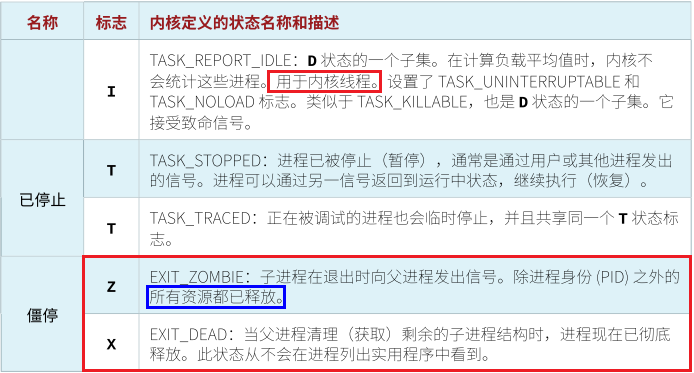 名称 标志 内核定义的状态名称和描述
TASK_REPORT_IDLE：D 状态的一个子集。在计算负载平均值时，内核不
会统计这些进程。用于内核线程。设置了 TASK_UNINTERRUPTABLE 和
I
TASK_NOLOAD 标志。类似于 TASK_KILLABLE，也是 D 状态的一个子集。它
接受致命信号。
已停止
T
TASK_STOPPED：进程已被停止（暂停），通常是通过用户或其他进程发出
的信号。进程可以通过另一信号返回到运行中状态，继续执行（恢复）。
T
TASK_TRACED：正在被调试的进程也会临时停止，并且共享同一个 T 状态标
志。
僵停
Z
EXIT_ZOMBIE：子进程在退出时向父进程发出信号。除进程身份 (PID) 之外的
所有资源都已释放。
X
EXIT_DEAD：当父进程清理（获取）剩余的子进程结构时，进程现在已彻底
释放。此状态从不会在进程列出实用程序中看到。